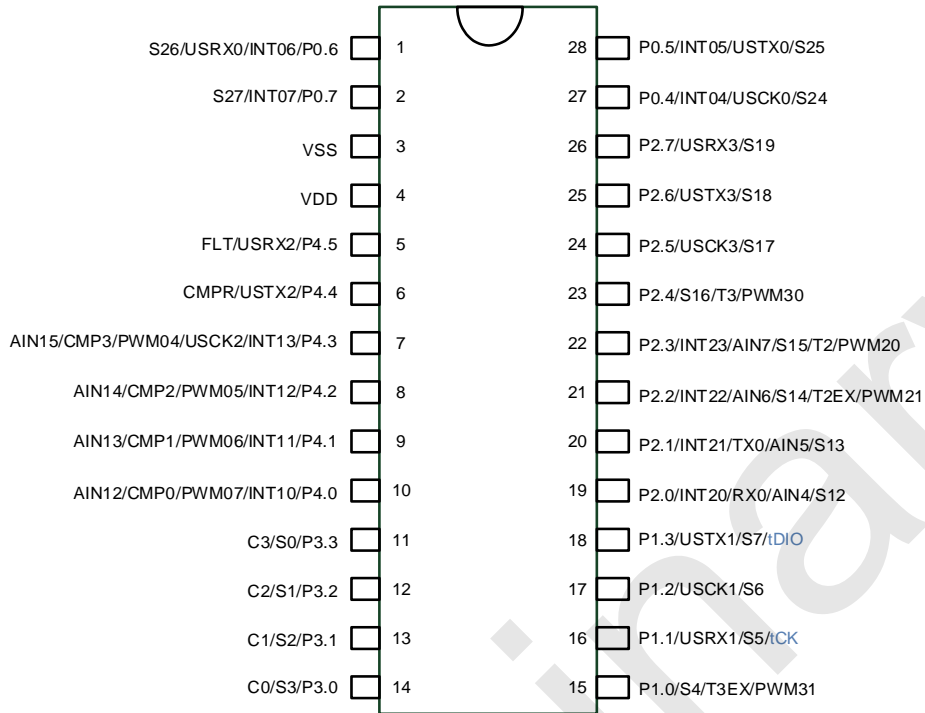 S26/USRX0/INT06/P0.6 1 28 P0.5/INT05/USTX0/S25
S27/INT07/P0.7 2 27 P0.4/INT04/USCK0/S24
VSS 3 26 P2.7/USRX3/S19
VDD 4 25 P2.6/USTX3/S18
FLT/USRX2/P4.5 5 24 P2.5/USCK3/S17
CMPR/USTX2/P4.4 6 23 P2.4/S16/T3/PWM30
AIN15/CMP3/PWM04/USCK2/INT13/P4.3 7 22 P2.3/INT23/AIN7/S15/T2/PWM20
AIN14/CMP2/PWM05/INT12/P4.2 8 21 P2.2/INT22/AIN6/S14/T2EX/PWM21
AIN13/CMP1/PWM06/INT11/P4.1 9 20 P2.1/INT21/TX0/AIN5/S13
AIN12/CMP0/PWM07/INT10/P4.0 10 19 P2.0/INT20/RX0/AIN4/S12
C3/S0/P3.3 11 18 P1.3/USTX1/S7/tDIO
C2/S1/P3.2 12 17 P1.2/USCK1/S6
C1/S2/P3.1 13 16 P1.1/USRX1/S5/tCK
C0/S3/P3.0 14 15 P1.0/S4/T3EX/PWM31